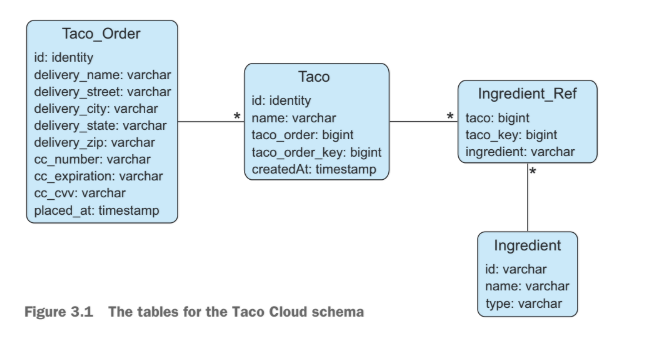 Taco_Order
id: identity
delivery_name: varchar
delivery_street: varchar
delivery_city: varchar
delivery_state: varchar
delivery_zip: varchar
cc_number: varchar
cc_expiration: varchar
cc_cvv: varchar
placed_at: timestamp
*
Taco
id: identity
name: varchar
taco_order: bigint
taco_order_key: bigint
createdAt: timestamp
*
Ingredient_Ref
taco: bigint
taco_key: bigint
ingredient: varchar
*
Ingredient
id: varchar
name: varchar
type: varchar
Figure 3.1 The tables for the Taco Cloud schema